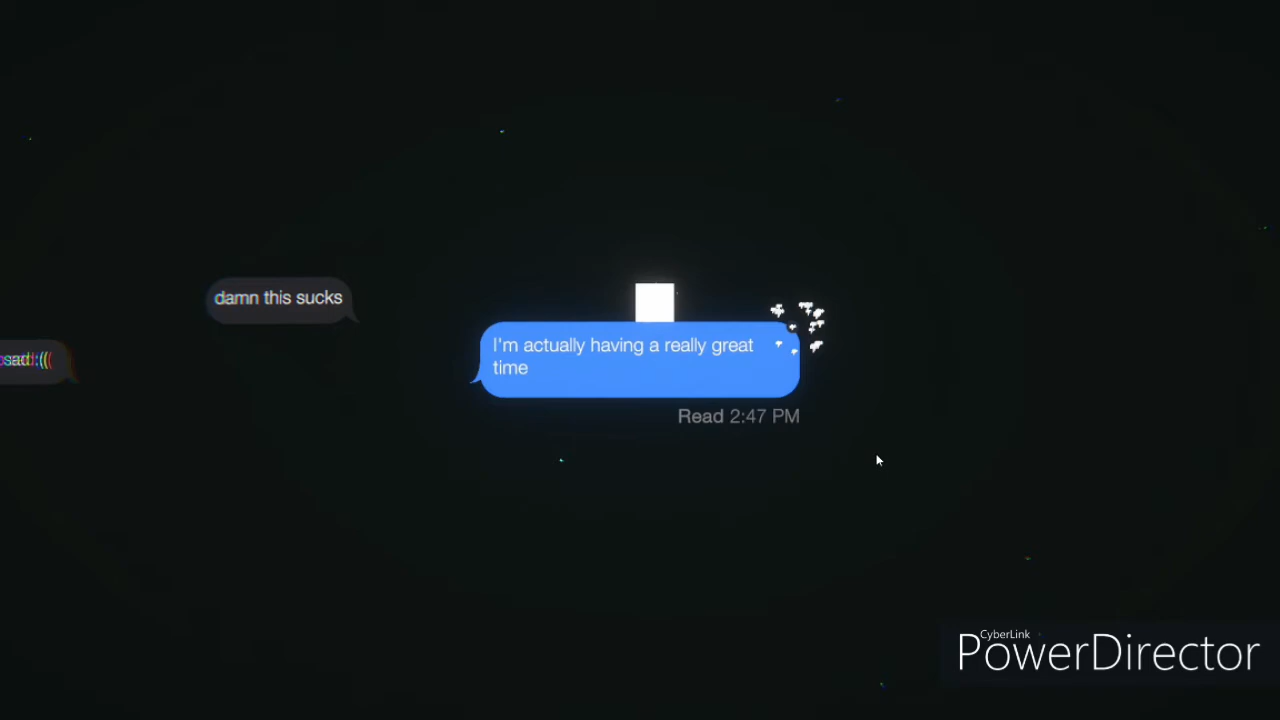 damn this sucks
I'm actually having a really great
time
sad:(((
Read 2:47 PM
CyberLink
PowerDirector